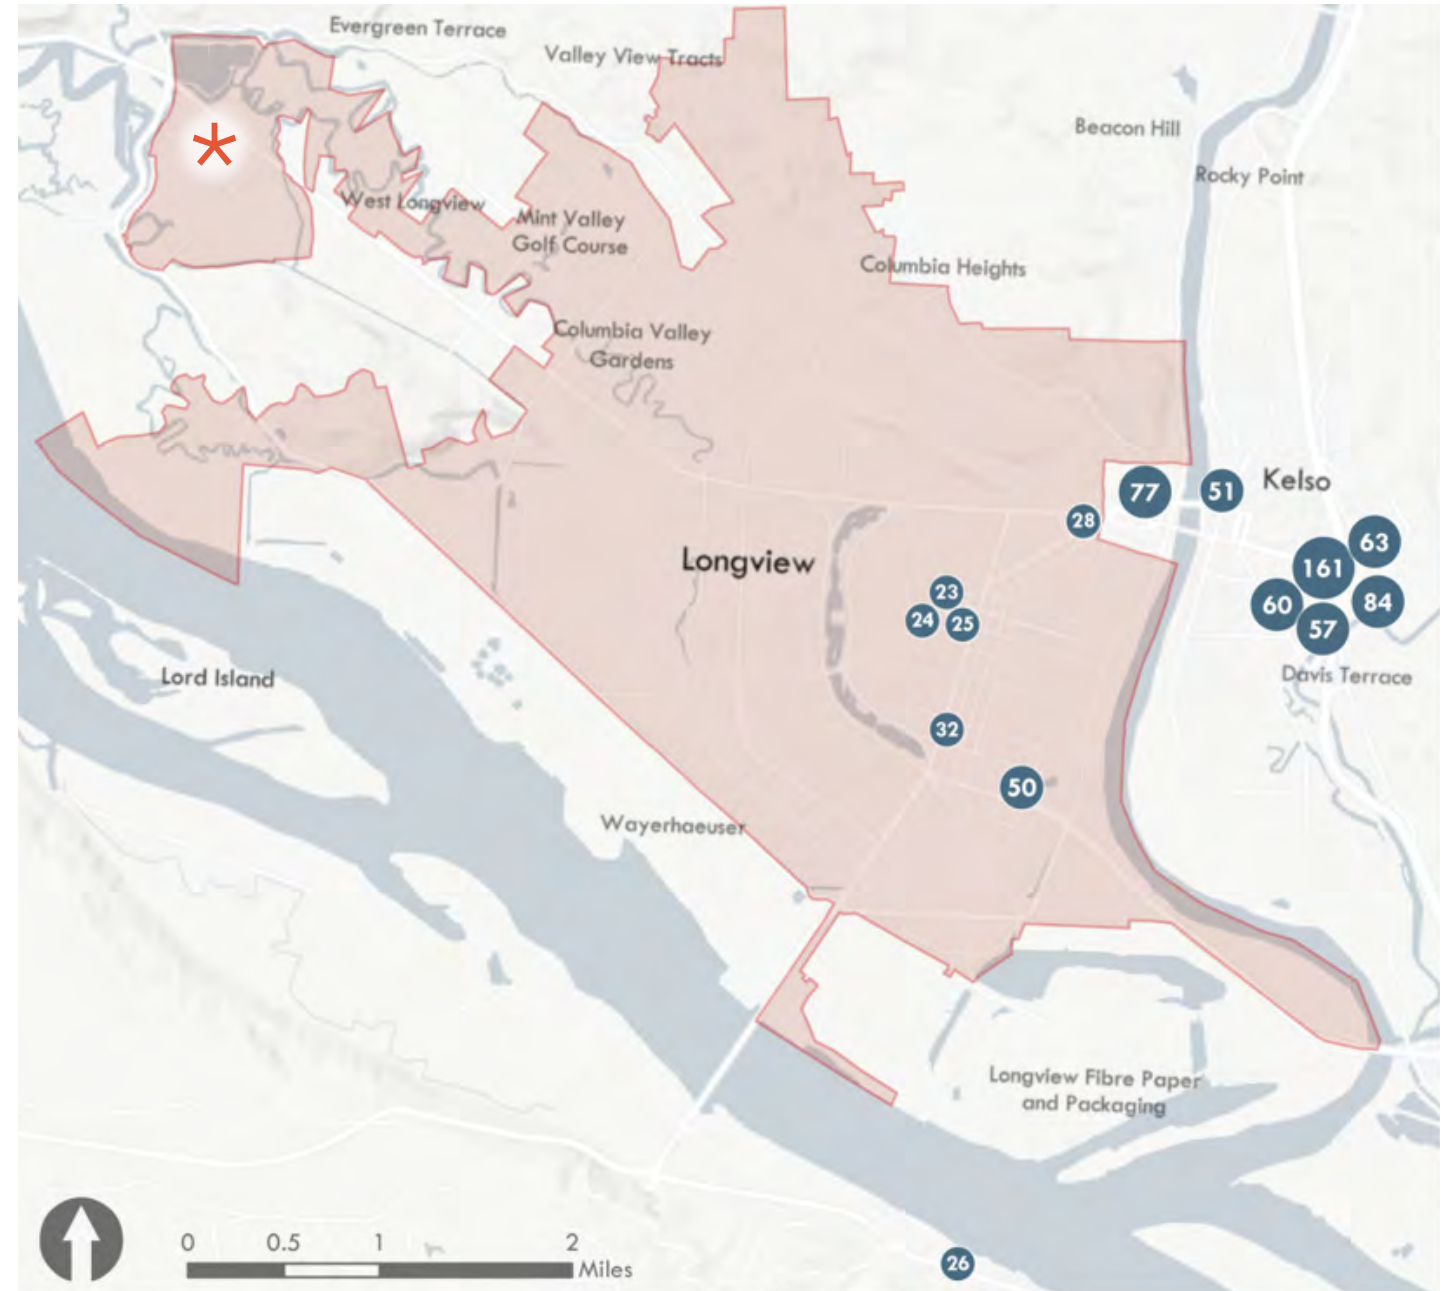 Evergreen Terrace
Valley View Tracts
Beacon Hill
Rocky Point
West Longview
Mint Valley
Golf Course
Columbia Heights
Columbia Valley
Gardens
77
51
Kelso
28
63
Longview
161
23
60
84
24
25
57
Lord Island
Davis Terrace
32
50
Wayerhaeuser
Longview Fibre Paper
and Packaging
0 0.5 1 2
Miles
26